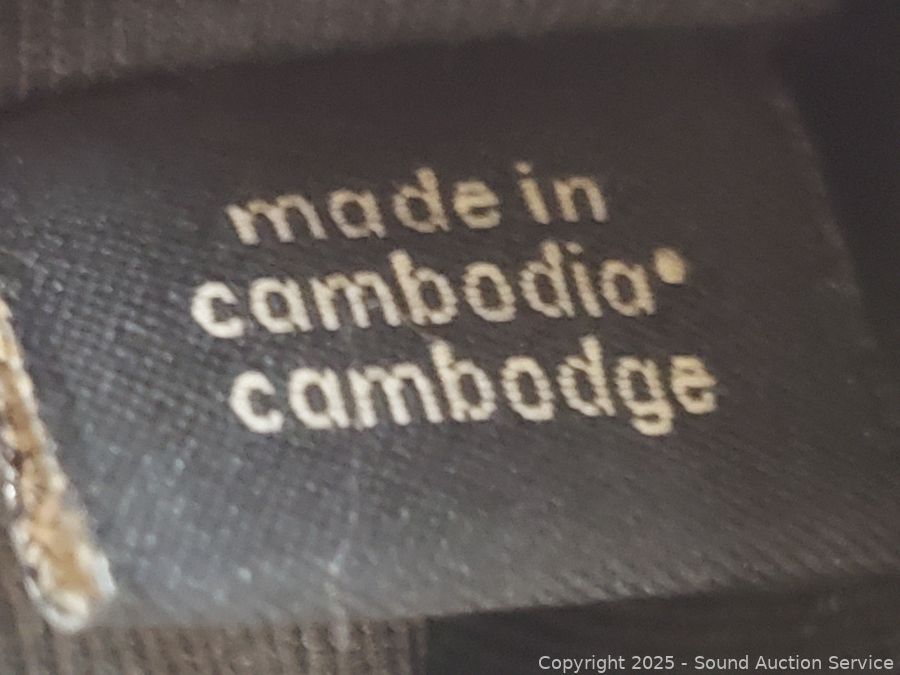 made in
cambodia•
cambodge
Copyright 2025 - Sound Auction Service